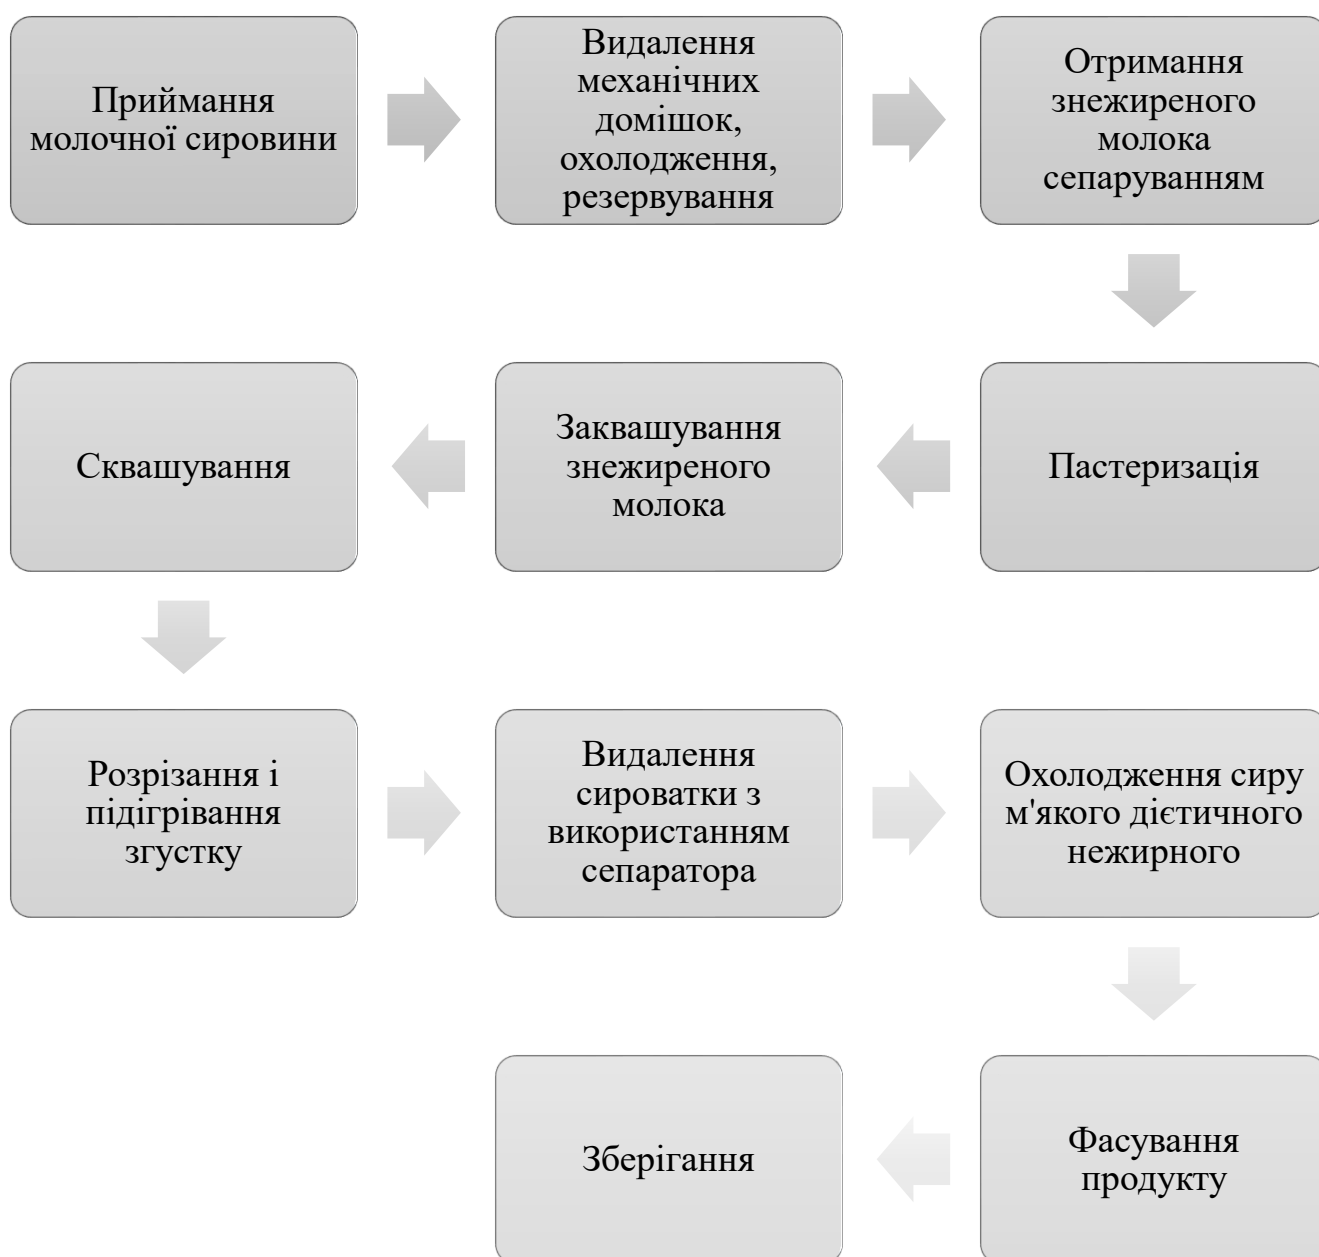 Приймання
молочної сировини
Видалення
механічних
домішок,
охолодження,
резервування
Отримання
знежиреного
молока
сепаруванням
Пастеризація
Заквашування
знежиреного
молока
Сквашування
Розрізання і
підігрівання
згустку
Видалення
сироватки з
використанням
сепаратора
Охолодження сиру
м'якого дієтичного
нежирного
Фасування
продукту
Зберігання